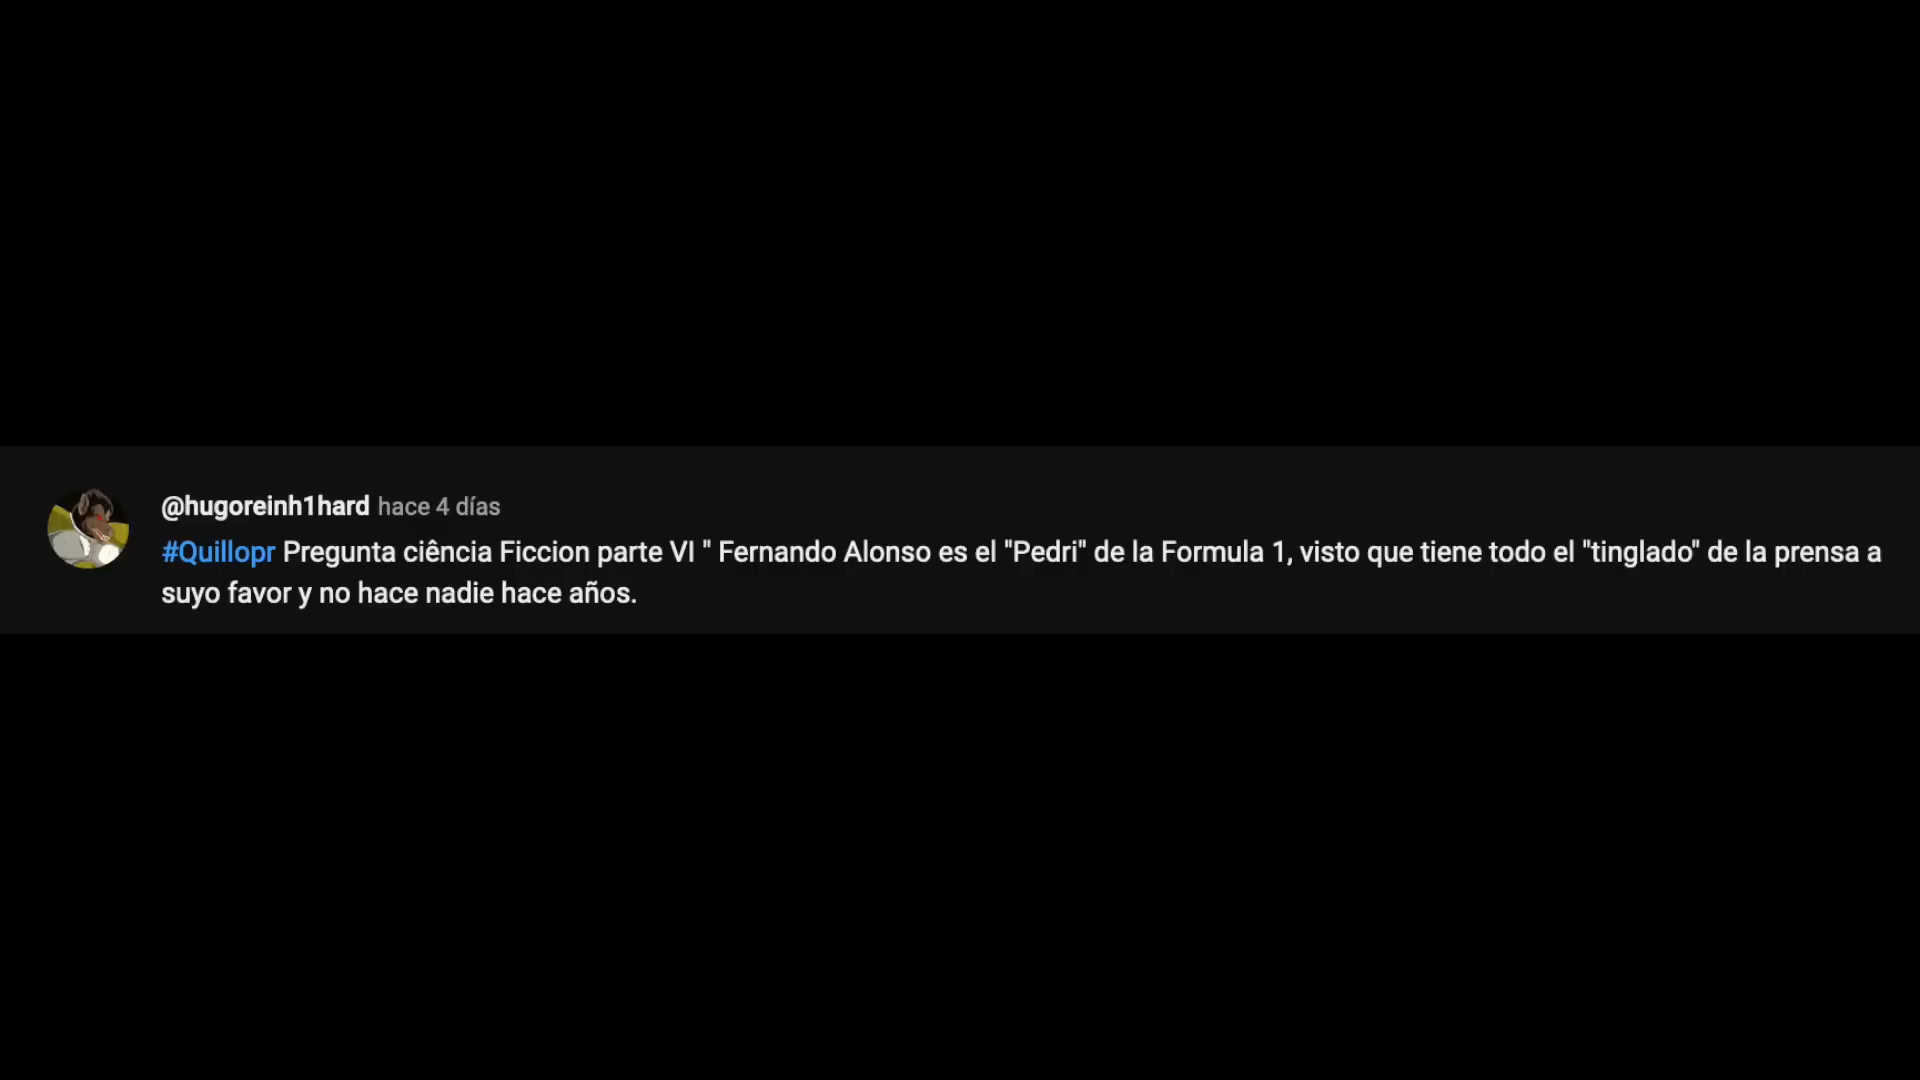 @hugoreinh1hard hace 4 días
#Quillopr Pregunta ciência Ficcion parte VI " Fernando Alonso es el "Pedri" de la Formula 1, visto que tiene todo el "tinglado" de la prensa a
suyo favor y no hace nadie hace años.